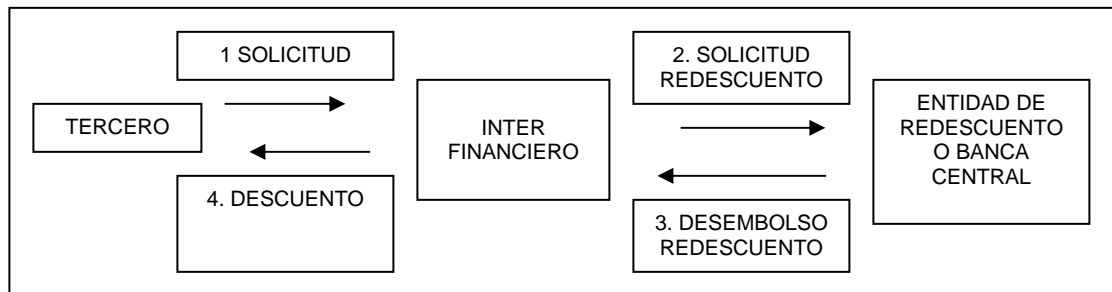 1 SOLICITUD
2. SOLICITUD
REDESCUENTO
TERCERO
INTER
FINANCIERO
ENTIDAD DE
REDESCUENTO
O BANCA
CENTRAL
4. DESCUENTO
3. DESEMBOLSO
REDESCUENTO